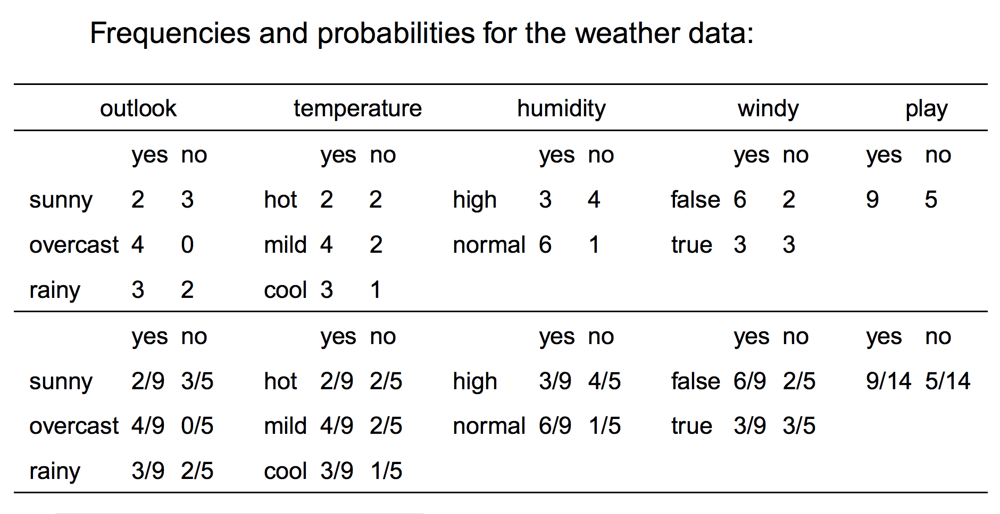 Frequencies and probabilities for the weather data:
outlook temperature humidity windy play
yes no yes no yes no yes no yes no
sunny 2 3 hot 2 2 high 3 4 false 6 2 9 5
overcast 4 0 mild 4 2 normal 6 1 true 3 3
rainy 3 2 cool 3 1
yes no yes no yes no yes no yes no
sunny 2/9 3/5 hot 2/9 2/5 high 3/9 4/5 false 6/9 2/5 9/14 5/14
overcast 4/9 0/5 mild 4/9 2/5 normal 6/9 1/5 true 3/9 3/5
rainy 3/9 2/5 cool 3/9 1/5